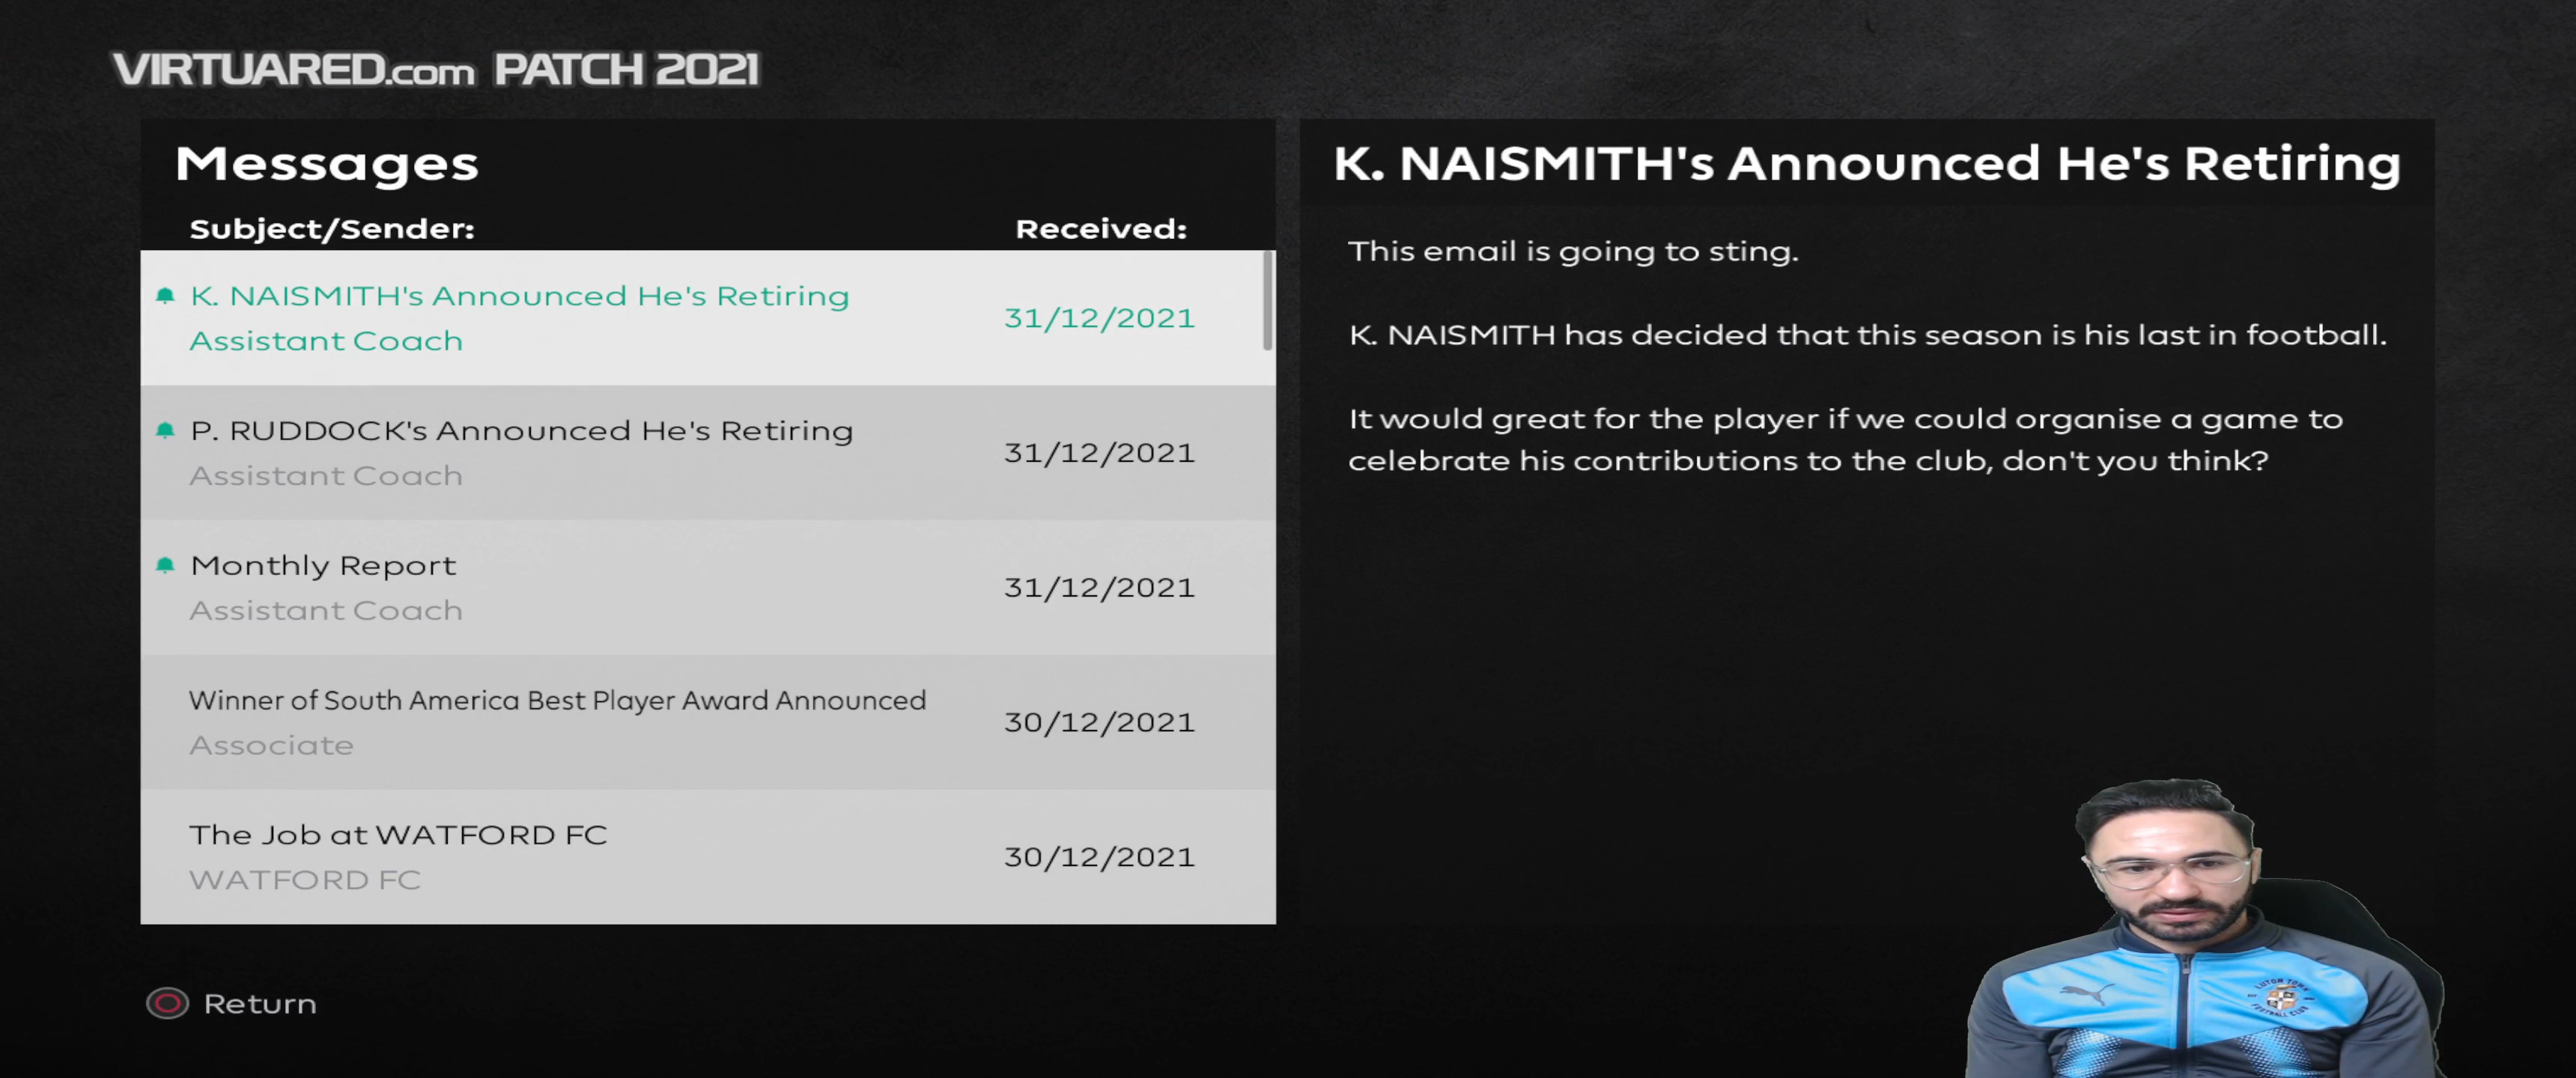 VIRTUARED.com PATCH 2021
Messages
Subject/Sender:
Received:
K. NAISMITH's Announced He's Retiring
Assistant Coach
31/12/2021
P. RUDDOCK's Announced He's Retiring
Assistant Coach
31/12/2021
Monthly Report
Assistant Coach
31/12/2021
Winner of South America Best Player Award Announced
Associate
30/12/2021
The Job at WATFORD FC
WATFORD FC
30/12/2021
Return
K. NAISMITH's Announced He's Retiring
This email is going to sting.
K. NAISMITH has decided that this season is his last in football.
It would great for the player if we could organise a game to
celebrate his contributions to the club, don't you think?
LUTON TOWN
FOOTBALL CLUB